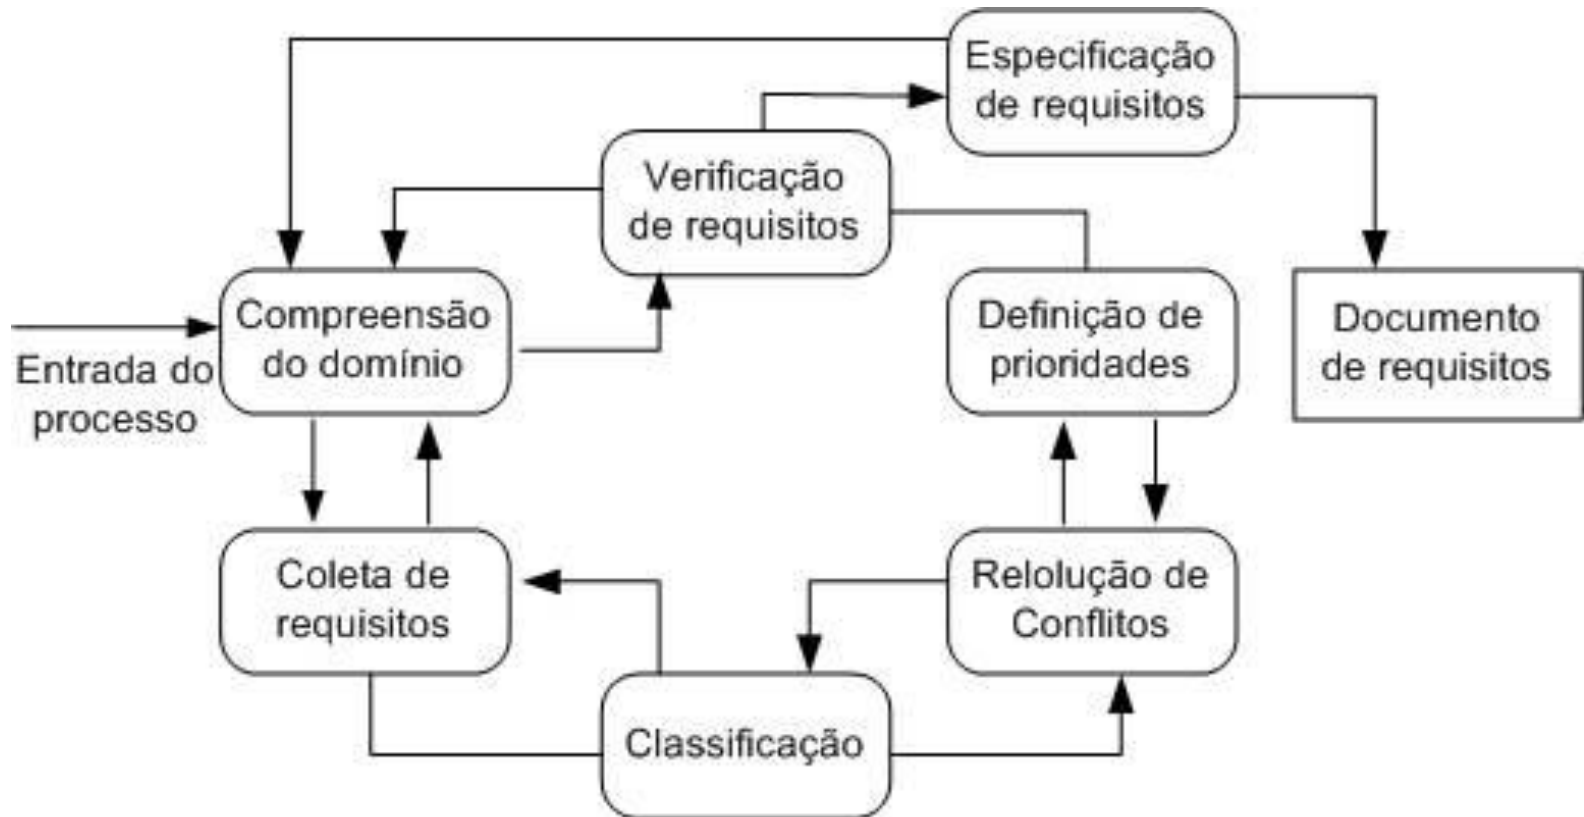 Especificação
de requisitos
Verificação
de requisitos
Compreensão
do domínio
Entrada do
processo
Definição de
prioridades
Documento
de requisitos
Coleta de
requisitos
Relolução de
Conflitos
Classificação